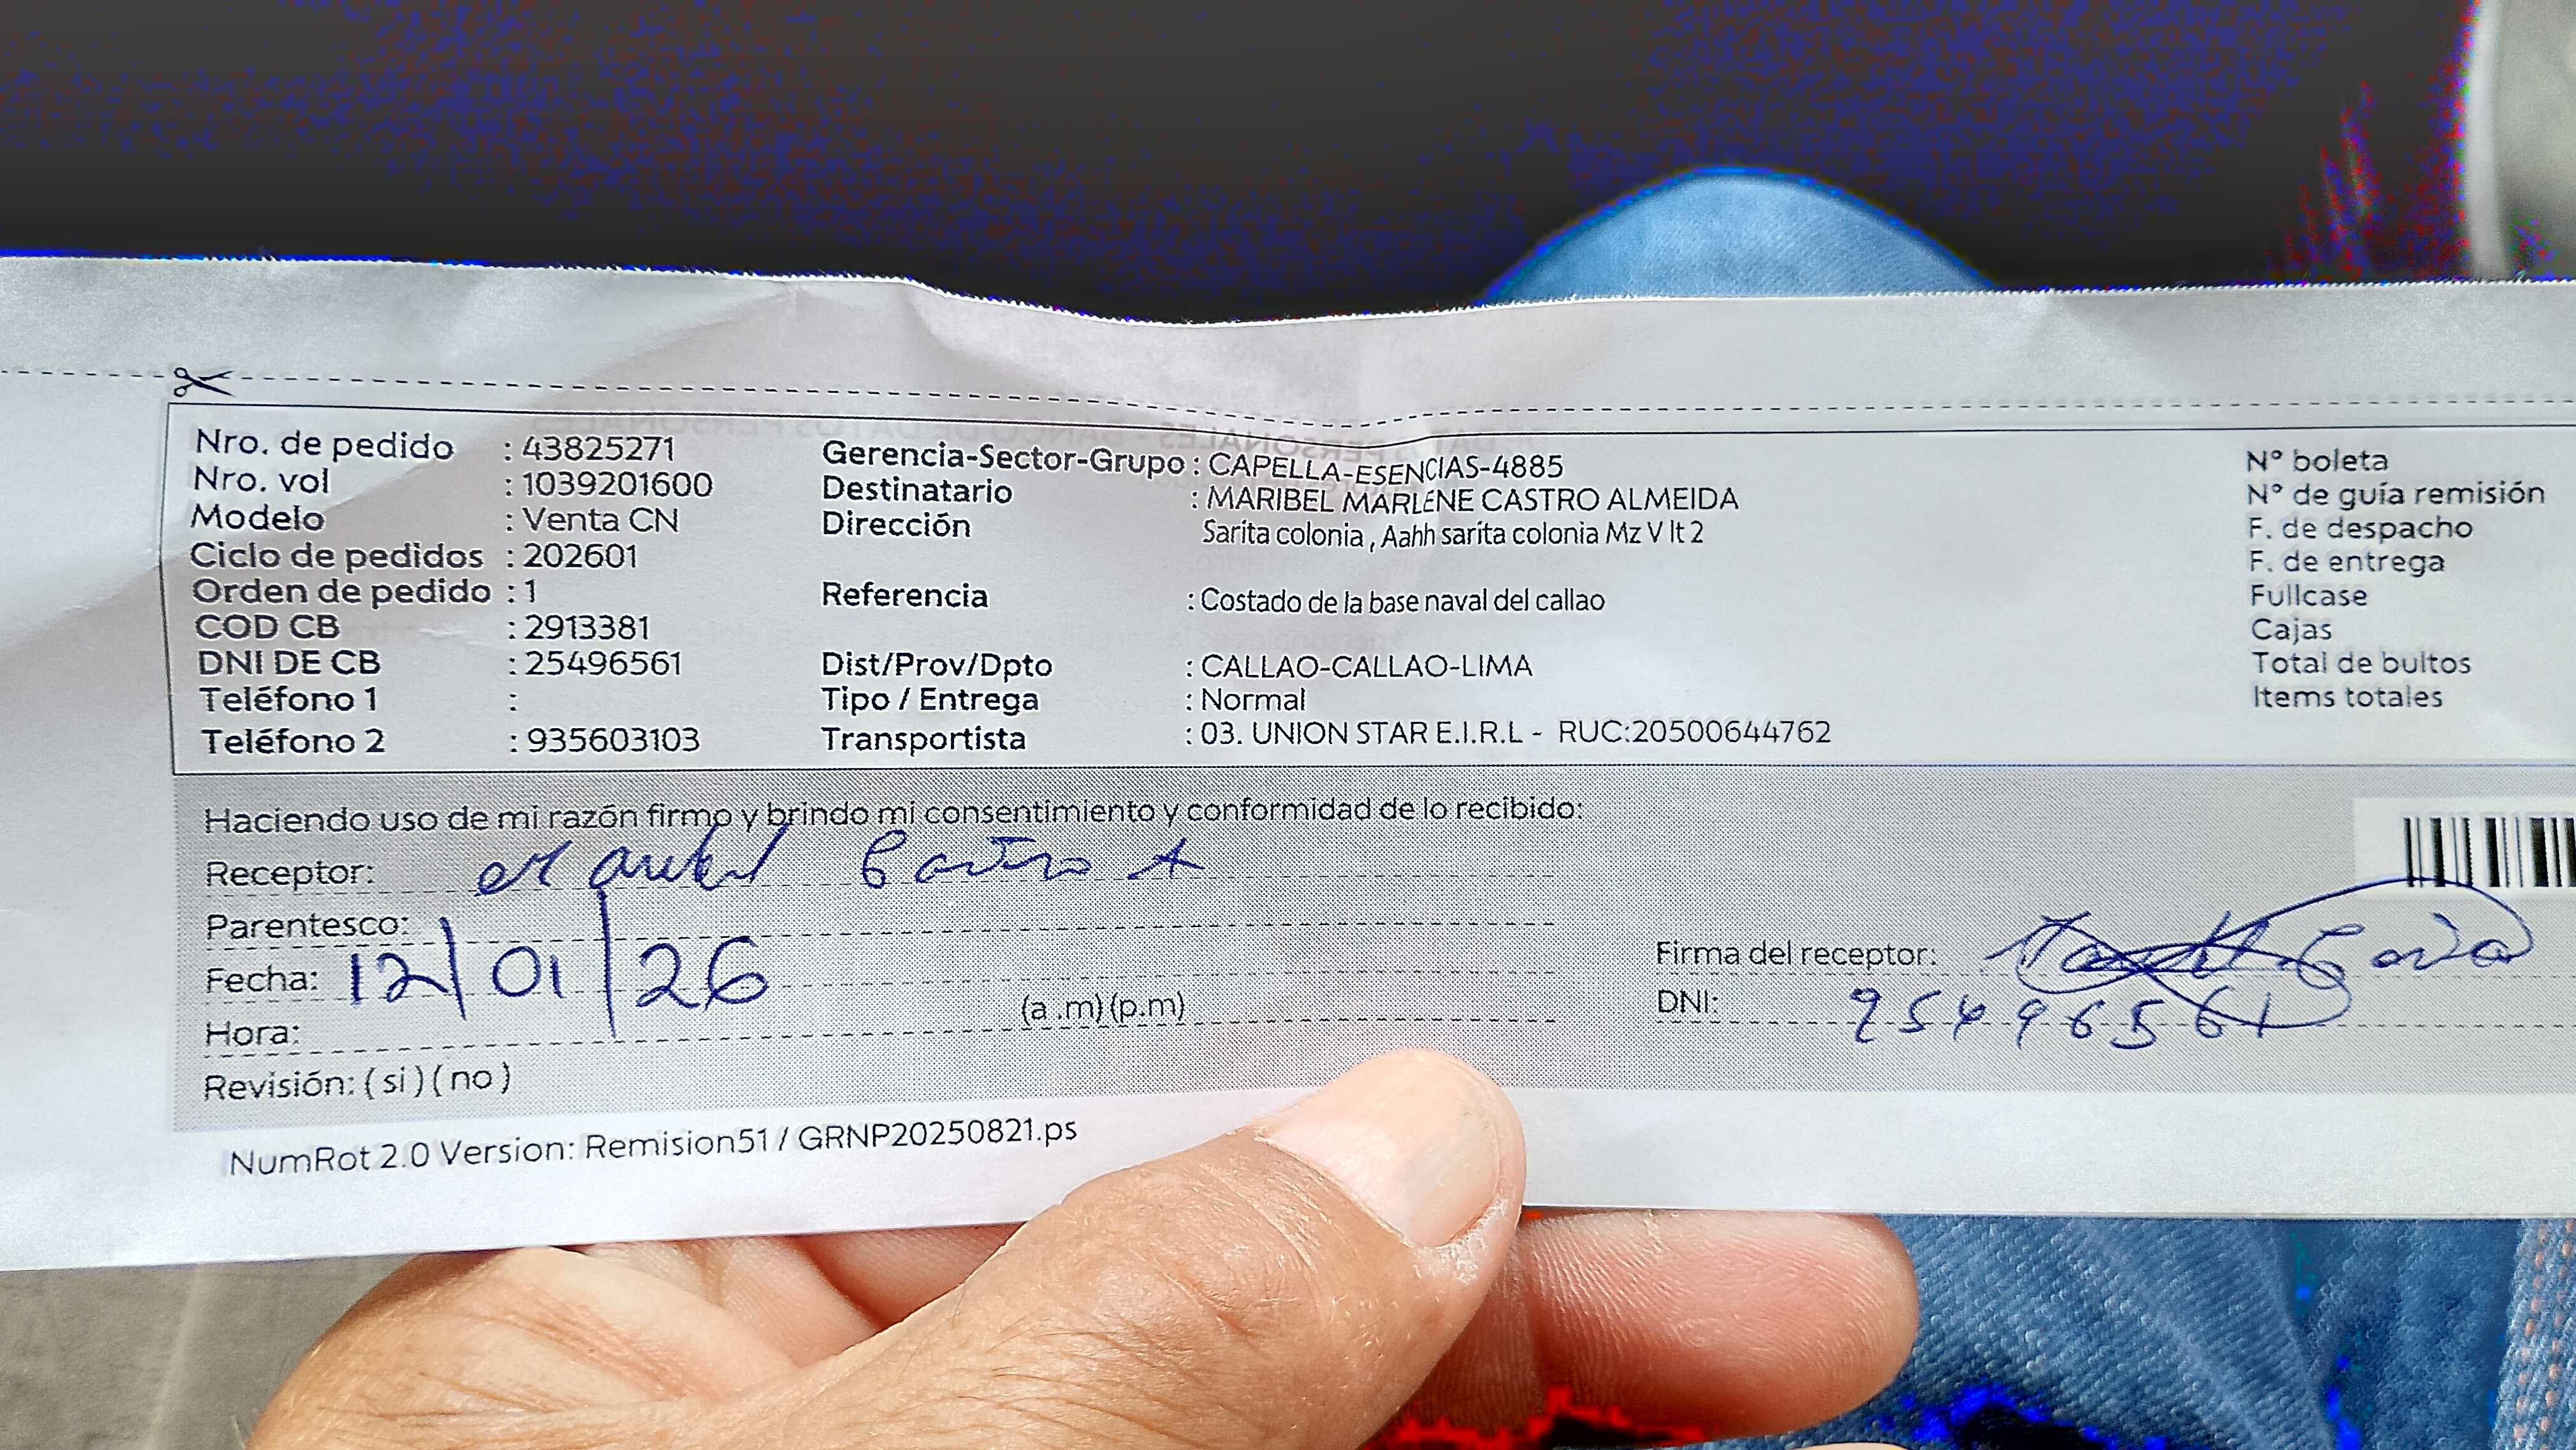 Nro. de pedido : 43825271
Nro. vol : 1039201600
Modelo : Venta CN
Ciclo de pedidos : 202601
Orden de pedido : 1
COD CB : 2913381
DNI DE CB : 25496561
Teléfono 1 :
Teléfono 2 : 935603103
Gerencia-Sector-Grupo : CAPELLA-ESENCIAS-4885
Destinatario : MARIBEL MARLENE CASTRO ALMEIDA
Dirección Sarita colonia , Aahh sarita colonia Mz V lt 2
Referencia : Costado de la base naval del callao
Dist/Prov/Dpto : CALLAO-CALLAO-LIMA
Tipo / Entrega : Normal
Transportista : 03. UNION STAR E.I.R.L - RUC:20500644762
N° boleta
N° de guía remisión
F. de despacho
F. de entrega
Fullcase
Cajas
Total de bultos
Items totales
Haciendo uso de mi razón firmo y brindo mi consentimiento y conformidad de lo recibido:
Receptor: Maribel Castro A
Parentesco:
Fecha: 12/01/26
Hora: (a .m) (p.m)
Revisión: ( si ) ( no )
Firma del receptor:
DNI: 25496561
NumRot 2.0 Version: Remision51 / GRNP20250821.ps